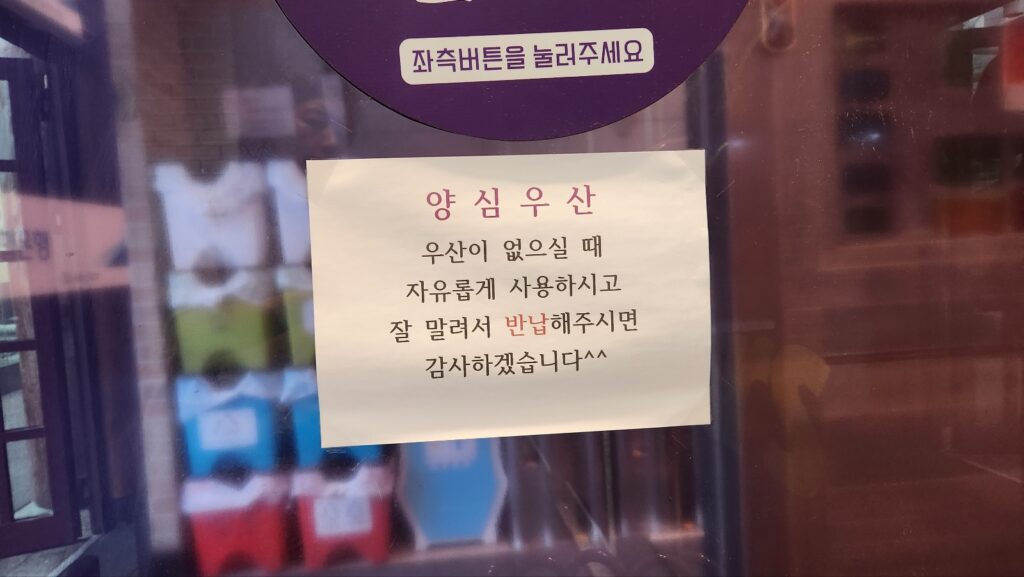 좌측버튼을 눌러주세요
양심우산
우산이 없으실 때
자유롭게 사용하시고
잘 말려서 반납해주시면
감사하겠습니다^^